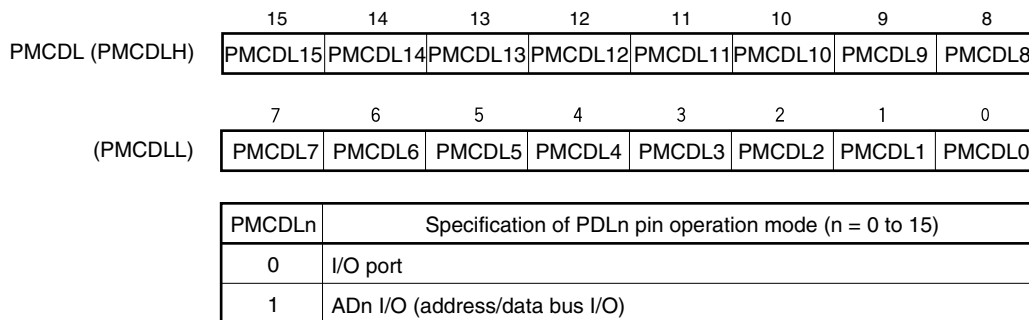 15 14 13 12 11 10 9 8
PMCDL (PMCDLH) PMCDL15 PMCDL14 PMCDL13 PMCDL12 PMCDL11 PMCDL10 PMCDL9 PMCDL8
7 6 5 4 3 2 1 0
(PMCDLL) PMCDL7 PMCDL6 PMCDL5 PMCDL4 PMCDL3 PMCDL2 PMCDL1 PMCDL0
PMCDLn Specification of PDLn pin operation mode (n = 0 to 15)
0 I/O port
1 ADn I/O (address/data bus I/O)